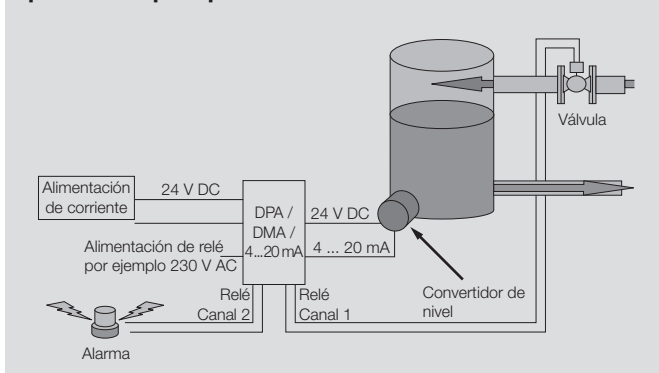 Válvula
Alimentación
de corriente
24 V DC
DPA /
DMA /
4...20 mA
24 V DC
4 ... 20 mA
Alimentación de relé
por ejemplo 230 V AC
Relé
Canal 2
Relé
Canal 1
Convertidor de
nivel
Alarma